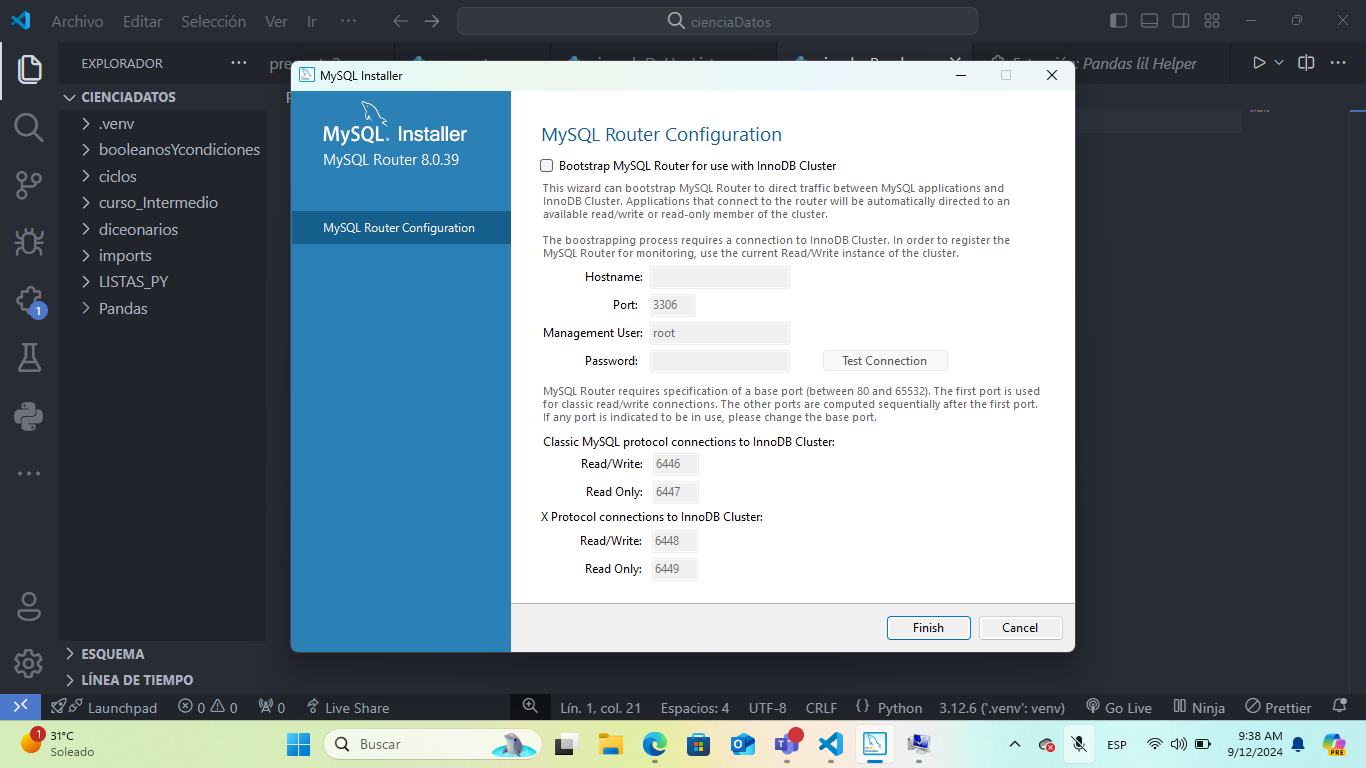 Archivo Editar Selección Ver Ir ···
cienciaDatos
EXPLORADOR ···
Extensión: Pandas lil Helper
CIENCIADATOS
.venv
booleanosYcondiciones
ciclos
curso_Intermedio
diceonarios
imports
LISTAS_PY
Pandas
1
ESQUEMA
LÍNEA DE TIEMPO
MySQL Installer
MySQL. Installer
MySQL Router 8.0.39
MySQL Router Configuration
MySQL Router Configuration
Bootstrap MySQL Router for use with InnoDB Cluster
This wizard can bootstrap MySQL Router to direct traffic between MySQL applications and
InnoDB Cluster. Applications that connect to the router will be automatically directed to an
available read/write or read-only member of the cluster.
The boostrapping process requires a connection to InnoDB Cluster. In order to register the
MySQL Router for monitoring, use the current Read/Write instance of the cluster.
Hostname:
Port: 3306
Management User: root
Password: Test Connection
MySQL Router requires specification of a base port (between 80 and 65532). The first port is used
for classic read/write connections. The other ports are computed sequentially after the first port.
If any port is indicated to be in use, please change the base port.
Classic MySQL protocol connections to InnoDB Cluster:
Read/Write: 6446
Read Only: 6447
X Protocol connections to InnoDB Cluster:
Read/Write: 6448
Read Only: 6449
Finish Cancel
Launchpad 0 0 0 Live Share Lín. 1, col. 21 Espacios: 4 UTF-8 CRLF Python 3.12.6 ('.venv': venv) Go Live Ninja Prettier
1
31°C
Soleado
Buscar
ESP
9:38 AM
9/12/2024
PRE